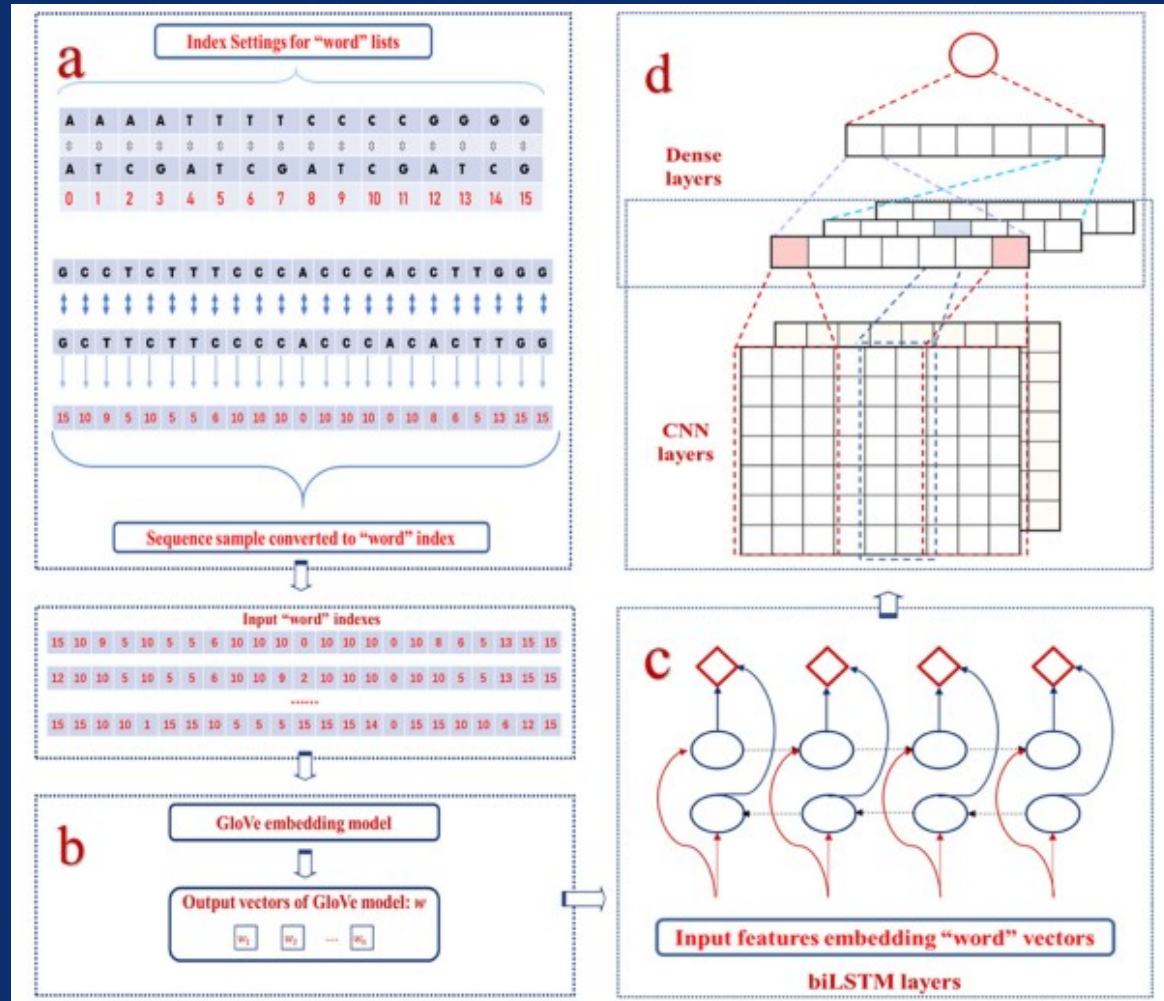 a
Index Settings for “word” lists
A A A A T T T T C C C C G G G G
A T C G A T C G A T C G A T C G
0 1 2 3 4 5 6 7 8 9 10 11 12 13 14 15
G C C T C T T T C C C A C C C A C C T T G G G
G C T T C T T C C C C A C C C A C A C T T G G
15 10 9 5 10 5 5 6 10 10 10 0 10 10 10 0 10 8 6 5 13 15 15
Sequence sample converted to “word” index
Input “word” indexes
15 10 9 5 10 5 5 6 10 10 10 0 10 10 10 0 10 8 6 5 13 15 15
12 10 10 5 10 5 5 6 10 10 9 2 10 10 10 0 10 10 5 5 13 15 15
......
15 15 10 10 1 15 15 10 5 5 5 15 15 15 14 0 15 15 10 10 6 12 15
b
GloVe embedding model
Output vectors of GloVe model: w
w₁ w₂ ... wₙ
d
Dense
layers
CNN
layers
c
Input features embedding “word” vectors
biLSTM layers